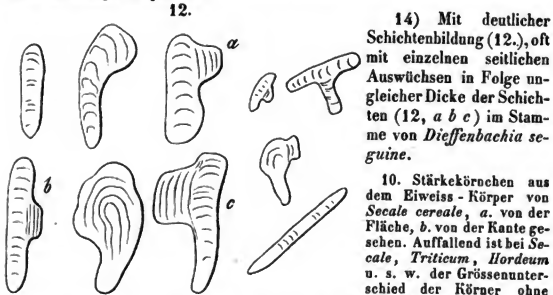 12.
a
b
c
14) Mit deutlicher
Schichtenbildung (12.), oft
mit einzelnen seitlichen
Auswüchsen in Folge un-
gleicher Dicke der Schich-
ten (12, a b c) im Stam-
me von Dieffenbachia se-
guine.
10. Stärkekörnchen aus
dem Eiweiss-Körper von
Secale cereale, a. von der
Fläche, b. von der Kante ge-
sehen. Auffallend ist bei Se-
cale, Triticum, Hordeum
u. s. w. der Grössenunter-
schied der Körner ohne